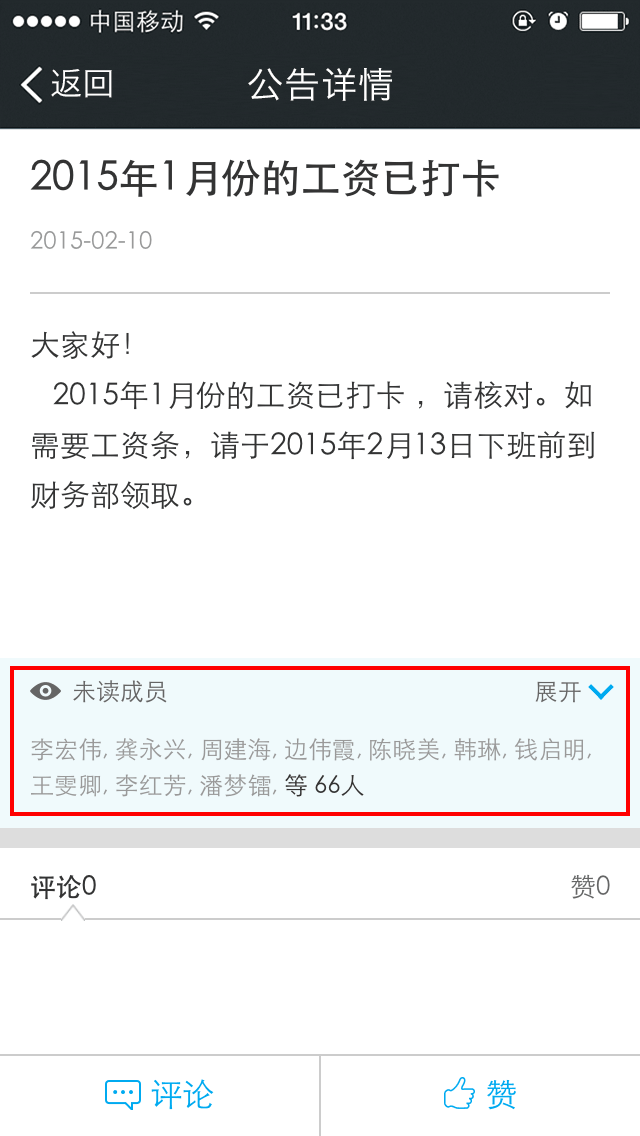 中国移动 11:33
返回 公告详情
2015年1月份的工资已打卡
2015-02-10
大家好!
2015年1月份的工资已打卡 ，请核对。如
需要工资条，请于2015年2月13日下班前到
财务部领取。
未读成员 展开
李宏伟, 龚永兴, 周建海, 边伟霞, 陈晓美, 韩琳, 钱启明,
王雯卿, 李红芳, 潘梦镭, 等 66人
评论0 赞0
评论 赞